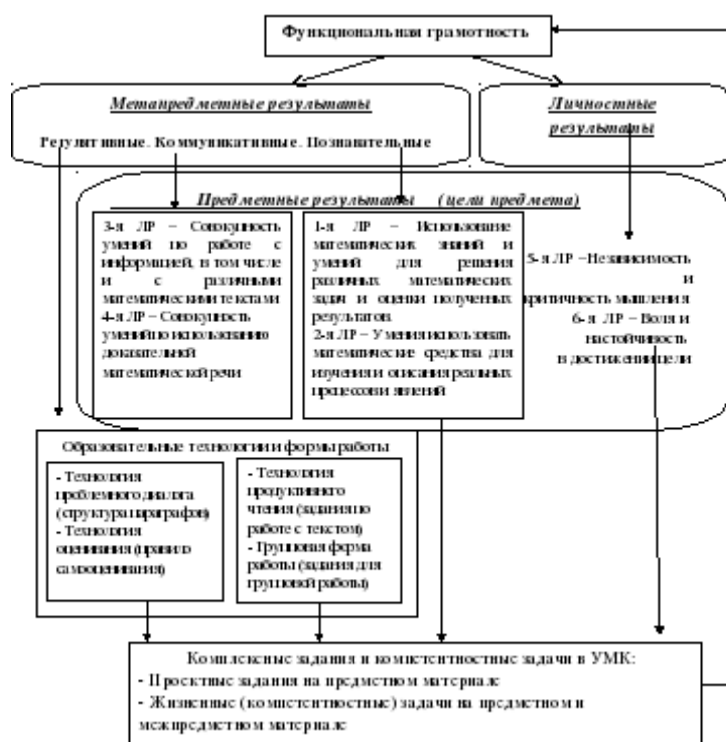 Функциональная грамотность
Метапредметные результаты
Регулятивные. Коммуникативные. Познавательные
Личностные
результаты
Предметные результаты (цели предмета)
3-я ЛР – Совокупность
умений по работе с
информацией, в том числе
и с различными
математическими текстами
4-я ЛР – Совокупность
умений по использованию
доказательной
математической речи
1-я ЛР – Использование
математических знаний и
умений для решения
различных математических
задач и оценки полученных
результатов.
2-я ЛР – Умения использовать
математические средства для
изучения и описания реальных
процессов и явлений
5-я ЛР –Независимость
и
критичность мышления
6-я ЛР – Воля и
настойчивость
в достижении цели
Образовательные технологии и формы работы
- Технология
проблемного диалога
(структура параграфов)
- Технология
оценивания (правило
самооценивания)
- Технология
продуктивного
чтения (задания по
работе с текстом)
- Групповая форма
работы (задания для
групповой работы)
Комплексные задания и компетентностные задачи в УМК:
- Проектные задания на предметном материале
- Жизненные (компетентностные) задачи на предметном и
межпредметном материале